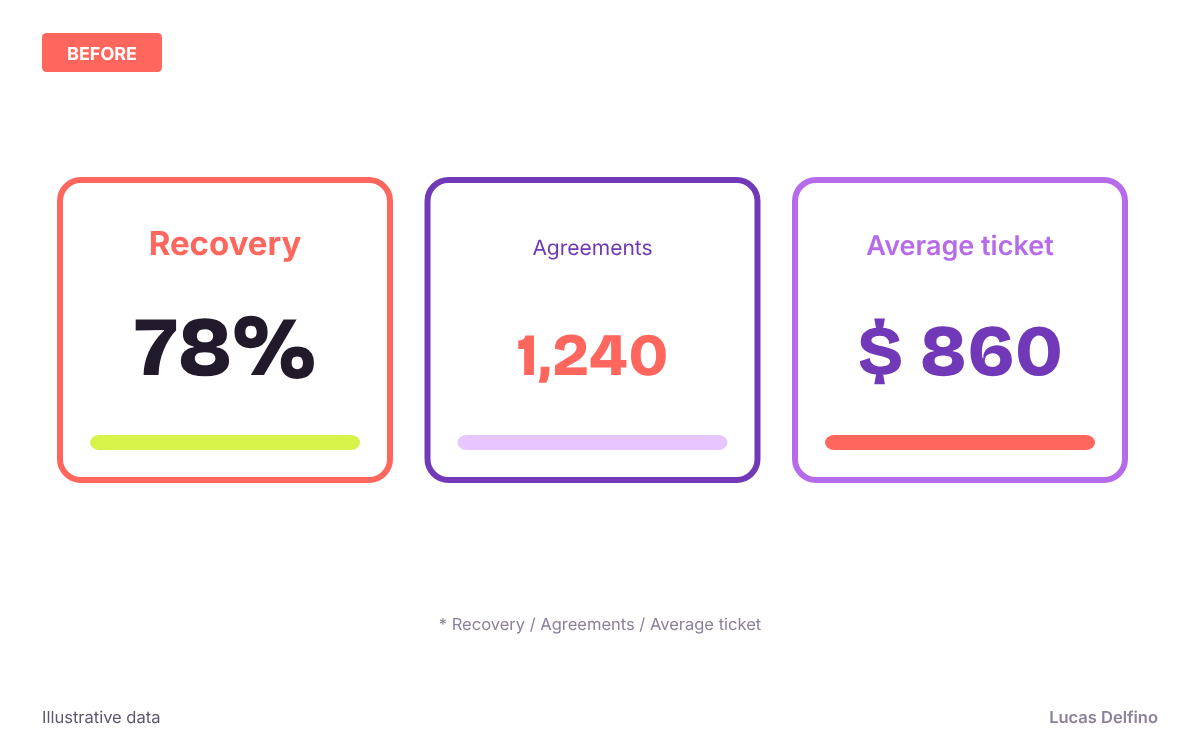 BEFORE
Recovery
78%
Agreements
1,240
Average ticket
$ 860
* Recovery / Agreements / Average ticket
Illustrative data
Lucas Delfino